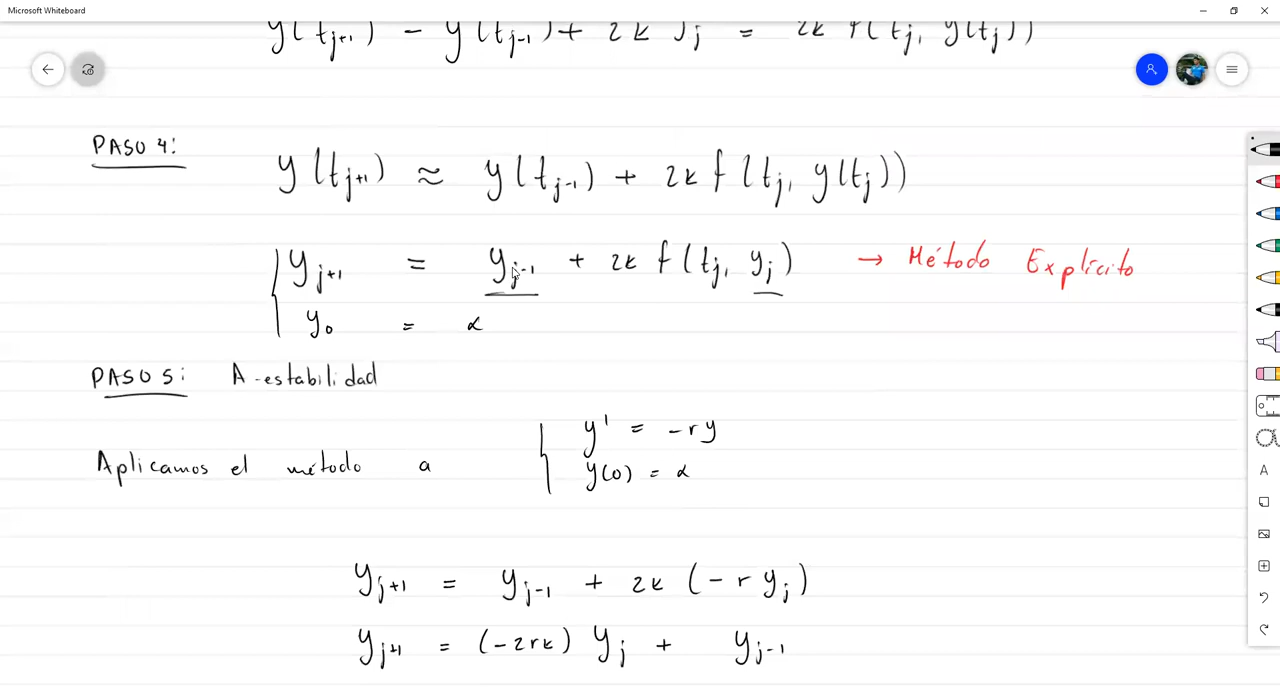 Microsoft Whiteboard
y(t_{j+1}) - y(t_{j-1}) + 2k τ_j = 2k f(t_j, y(t_j))
PASO 4:
y(t_{j+1}) ≈ y(t_{j-1}) + 2k f(t_j, y(t_j))
y_{j+1} = y_{j-1} + 2k f(t_j, y_j) → Método Explícito
y_0 = α
PASO 5: A-estabilidad
y' = -ry
Aplicamos el método a
y(0) = α
y_{j+1} = y_{j-1} + 2k (-r y_j)
y_{j+1} = (-2rk) y_j + y_{j-1}